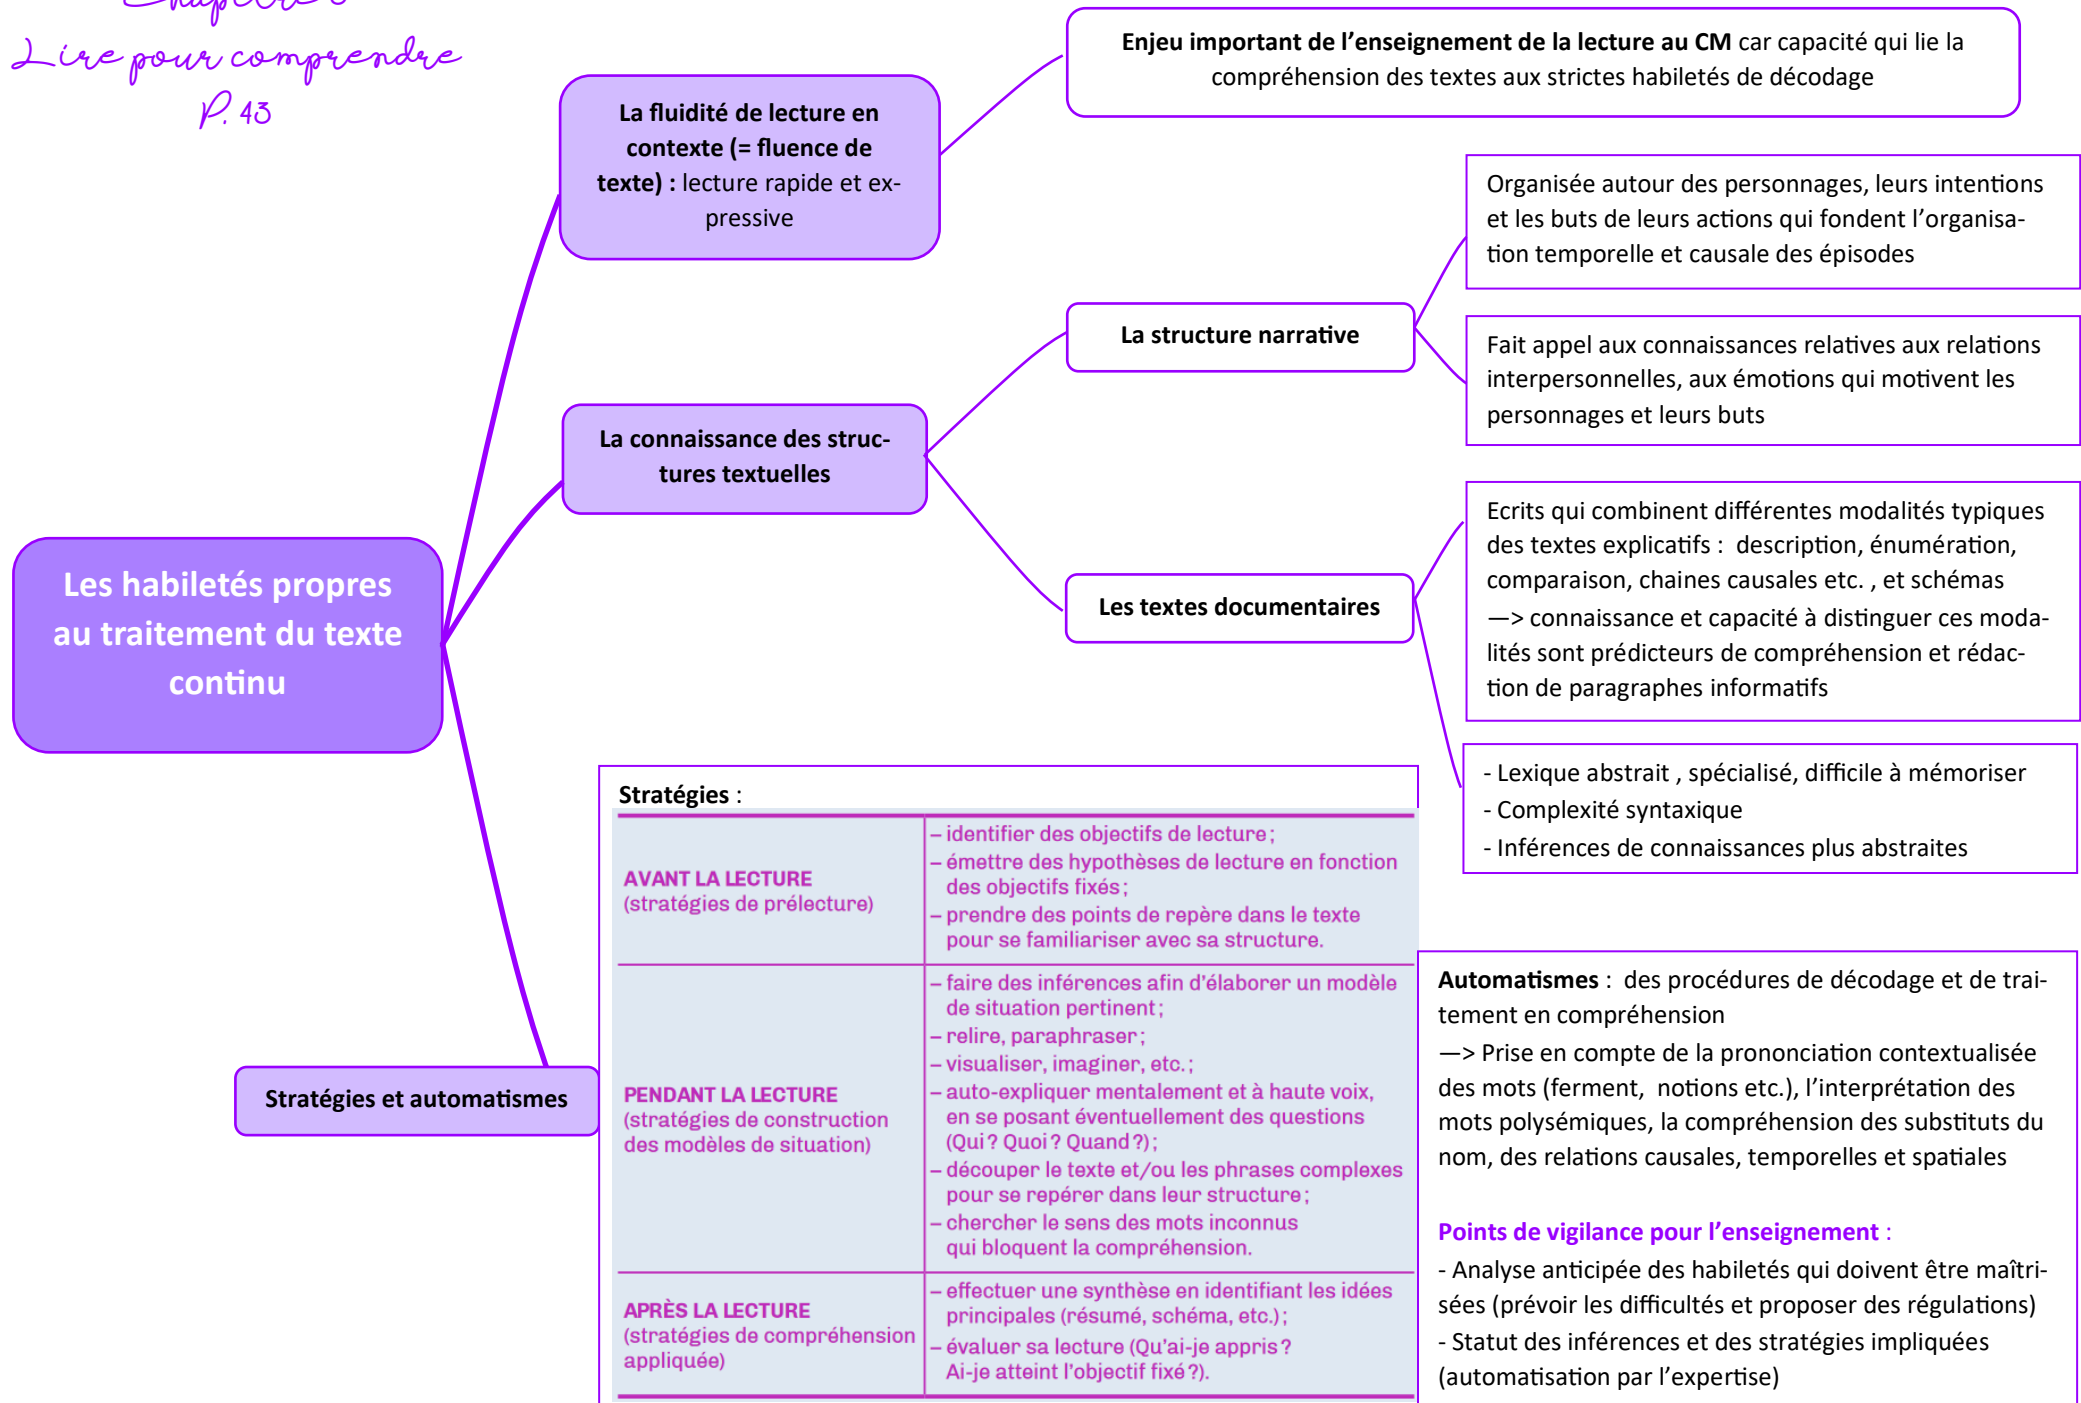 Chapitre
Lire pour comprendre
P. 43
Enjeu important de l’enseignement de la lecture au CM car capacité qui lie la
compréhension des textes aux strictes habiletés de décodage
La fluidité de lecture en
contexte (= fluence de
texte) : lecture rapide et ex-
pressive
Organisée autour des personnages, leurs intentions
et les buts de leurs actions qui fondent l’organisa-
tion temporelle et causale des épisodes
La structure narrative
Fait appel aux connaissances relatives aux relations
interpersonnelles, aux émotions qui motivent les
personnages et leurs buts
La connaissance des struc-
tures textuelles
Ecrits qui combinent différentes modalités typiques
des textes explicatifs :  description, énumération,
comparaison, chaines causales etc. , et schémas
—> connaissance et capacité à distinguer ces moda-
lités sont prédicteurs de compréhension et rédac-
tion de paragraphes informatifs
Les textes documentaires
- Lexique abstrait , spécialisé, difficile à mémoriser
- Complexité syntaxique
- Inférences de connaissances plus abstraites
Les habiletés propres
au traitement du texte
continu
Stratégies et automatismes
Stratégies :
AVANT LA LECTURE
(stratégies de prélecture)
– identifier des objectifs de lecture ;
– émettre des hypothèses de lecture en fonction
des objectifs fixés ;
– prendre des points de repère dans le texte
pour se familiariser avec sa structure.
PENDANT LA LECTURE
(stratégies de construction
des modèles de situation)
– faire des inférences afin d’élaborer un modèle
de situation pertinent ;
– relire, paraphraser ;
– visualiser, imaginer, etc. ;
– auto-expliquer mentalement et à haute voix,
en se posant éventuellement des questions
(Qui ? Quoi ? Quand ?) ;
– découper le texte et/ou les phrases complexes
pour se repérer dans leur structure ;
– chercher le sens des mots inconnus
qui bloquent la compréhension.
APRÈS LA LECTURE
(stratégies de compréhension
appliquée)
– effectuer une synthèse en identifiant les idées
principales (résumé, schéma, etc.) ;
– évaluer sa lecture (Qu’ai-je appris ?
Ai-je atteint l’objectif fixé ?).
Automatismes :  des procédures de décodage et de trai-
tement en compréhension
—> Prise en compte de la prononciation contextualisée
des mots (ferment,  notions etc.), l’interprétation des
mots polysémiques, la compréhension des substituts du
nom, des relations causales, temporelles et spatiales
Points de vigilance pour l’enseignement :
- Analyse anticipée des habiletés qui doivent être maîtri-
sées (prévoir les difficultés et proposer des régulations)
- Statut des inférences et des stratégies impliquées
(automatisation par l’expertise)